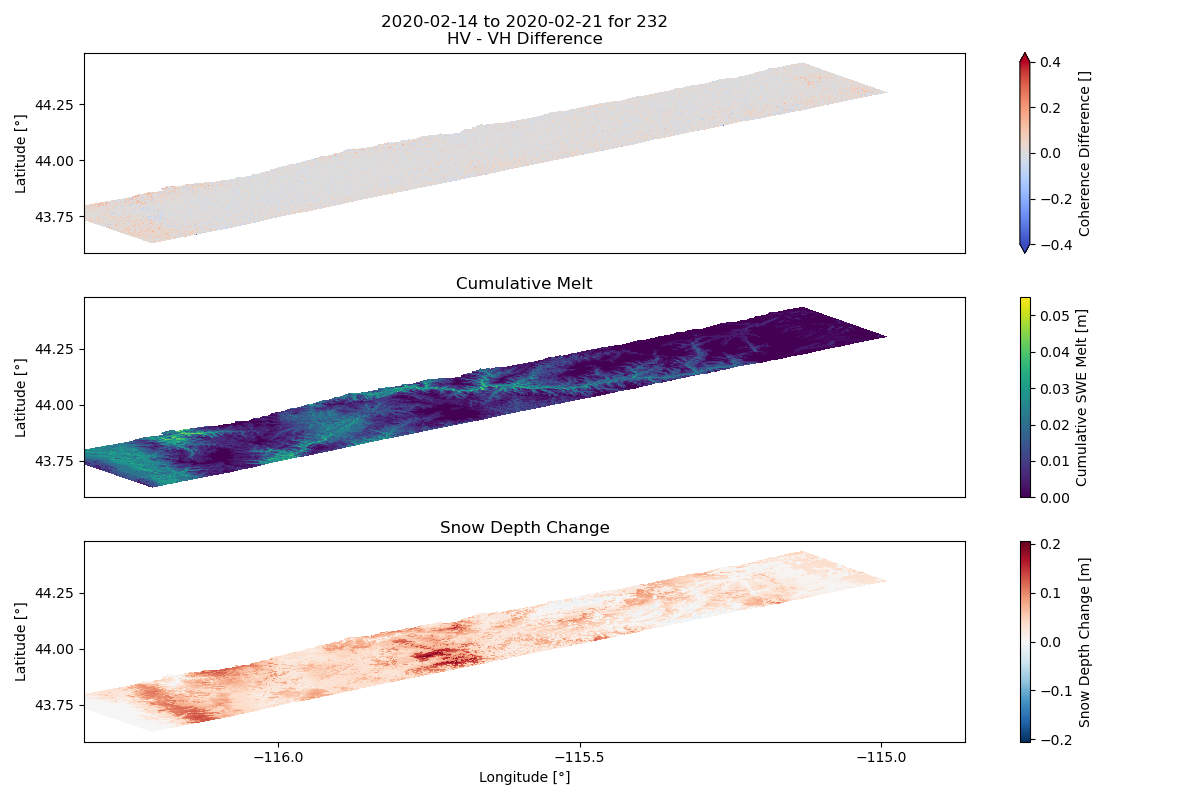 2020-02-14 to 2020-02-21 for 232
HV - VH Difference
44.25
44.00
43.75
Latitude [°]
0.4
0.2
0.0
−0.2
−0.4
Coherence Difference []
Cumulative Melt
44.25
44.00
43.75
Latitude [°]
0.05
0.04
0.03
0.02
0.01
0.00
Cumulative SWE Melt [m]
Snow Depth Change
44.25
44.00
43.75
Latitude [°]
0.2
0.1
0.0
−0.1
−0.2
Snow Depth Change [m]
−116.0
−115.5
−115.0
Longitude [°]